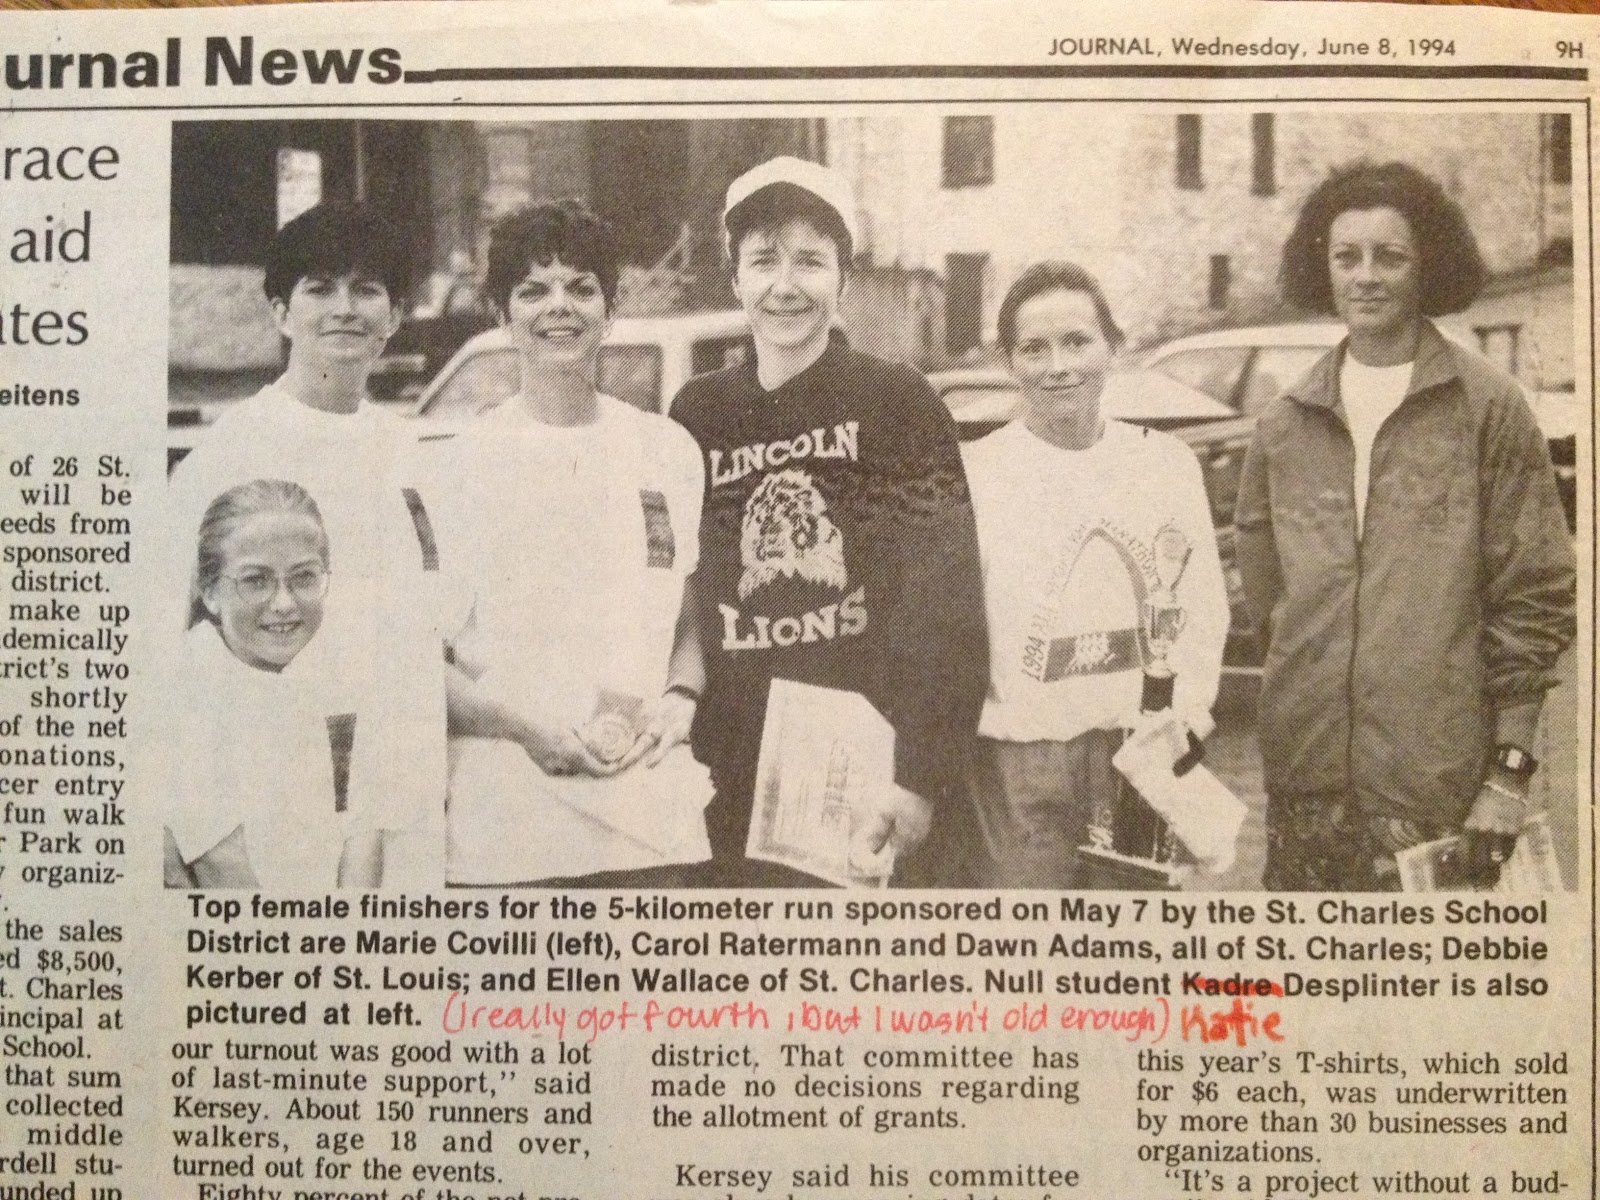 urnal News
JOURNAL, Wednesday, June 8, 1994 9H
race
aid
ates
eitens
of 26 St.
will be
eeds from
sponsored
district.
make up
demically
rict's two
shortly
of the net
onations,
cer entry
fun walk
r Park on
y organiz-
.
the sales
ed $8,500,
t. Charles
incipal at
School.
that sum
collected
middle
rdell stu-
unded up
LINCOLN
LIONS
1994
Top female finishers for the 5-kilometer run sponsored on May 7 by the St. Charles School
District are Marie Covilli (left), Carol Ratermann and Dawn Adams, all of St. Charles; Debbie
Kerber of St. Louis; and Ellen Wallace of St. Charles. Null student Kadre Desplinter is also
pictured at left. (I really got fourth, but I wasn't old enough) Katie
our turnout was good with a lot
of last-minute support," said
Kersey. About 150 runners and
walkers, age 18 and over,
turned out for the events.
Eighty percent of the net pro-
district. That committee has
made no decisions regarding
the allotment of grants.
Kersey said his committee
this year's T-shirts, which sold
for $6 each, was underwritten
by more than 30 businesses and
organizations.
"It's a project without a bud-